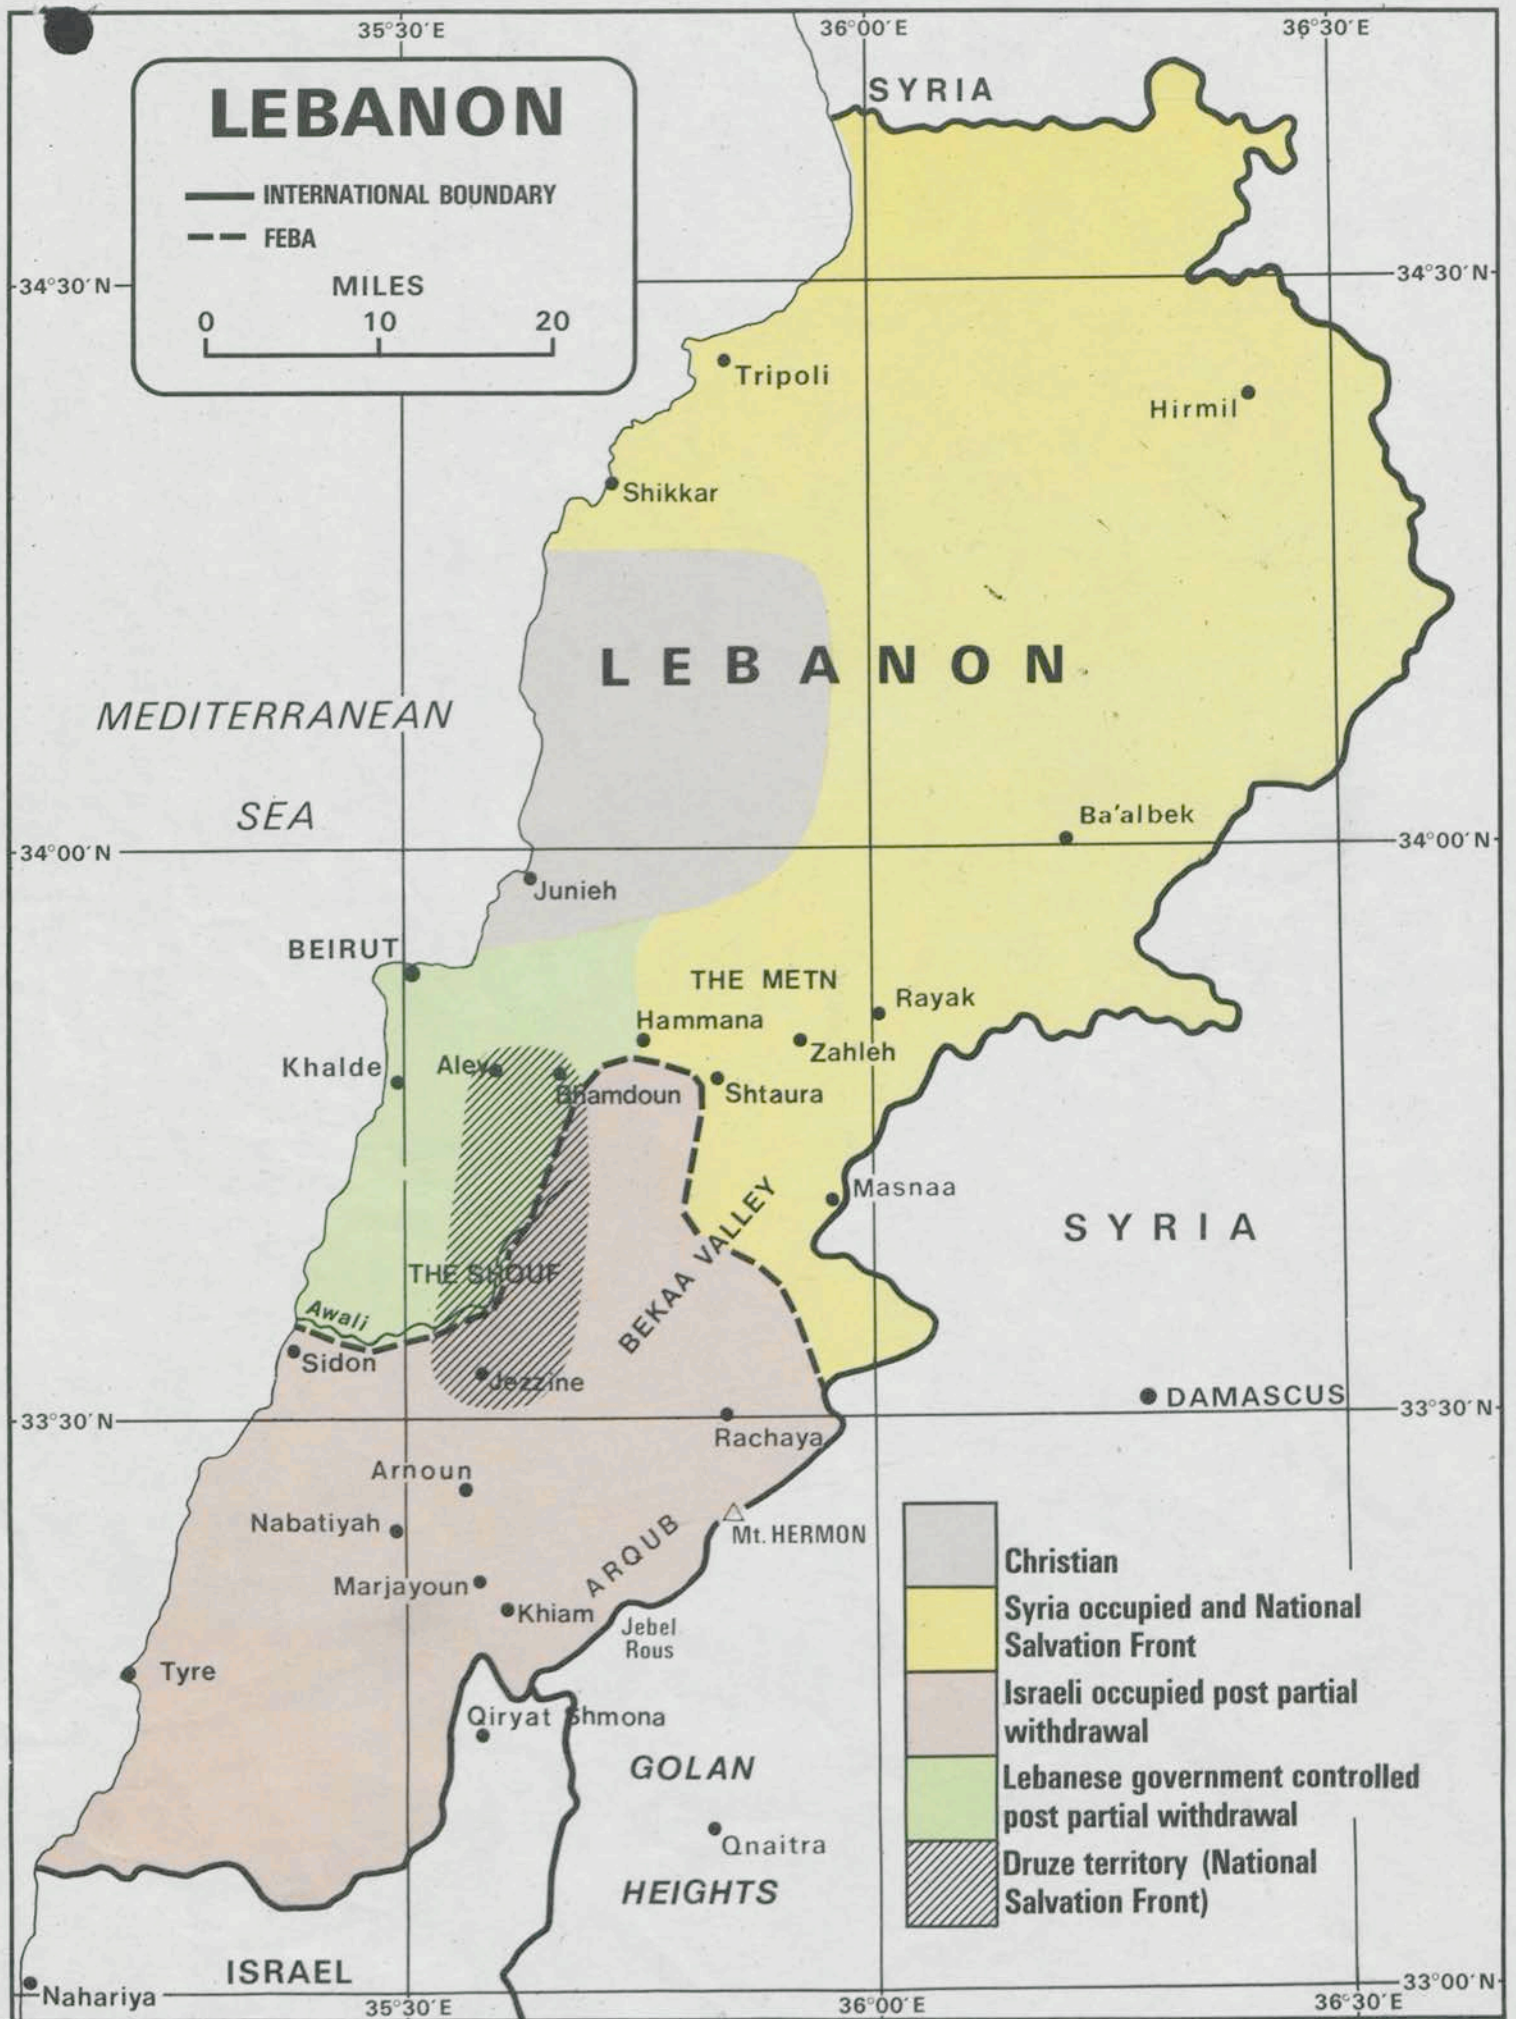 35°30′E
36°00′E
36°30′E
LEBANON
INTERNATIONAL BOUNDARY
FEBA
MILES
0 10 20
SYRIA
34°30′N
34°30′N
Tripoli
Hirmil
Shikkar
LEBANON
MEDITERRANEAN
SEA
Ba'albek
34°00′N
34°00′N
Junieh
BEIRUT
THE METN
Rayak
Hammana
Zahleh
Khalde
Aley
Bhamdoun
Shtaura
Masnaa
BEKAA VALLEY
SYRIA
THE SHOUF
Awali
Sidon
Jezzine
DAMASCUS
33°30′N
33°30′N
Rachaya
Arnoun
Nabatiyah
ARQUB
Mt. HERMON
Marjayoun
Khiam
Jebel
Rous
Tyre
Qiryat Shmona
GOLAN
Qnaitra
HEIGHTS
Christian
Syria occupied and National
Salvation Front
Israeli occupied post partial
withdrawal
Lebanese government controlled
post partial withdrawal
Druze territory (National
Salvation Front)
ISRAEL
Nahariya
33°00′N
35°30′E
36°00′E
36°30′E